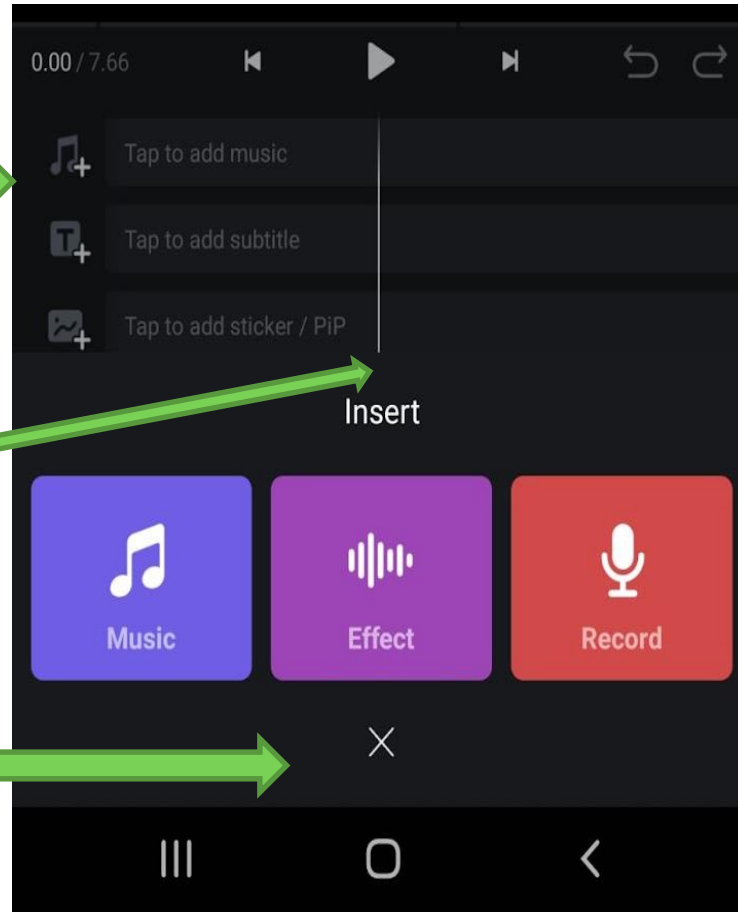 0.00 / 7.66
Tap to add music
Tap to add subtitle
Tap to add sticker / PiP
Insert
Music
Effect
Record